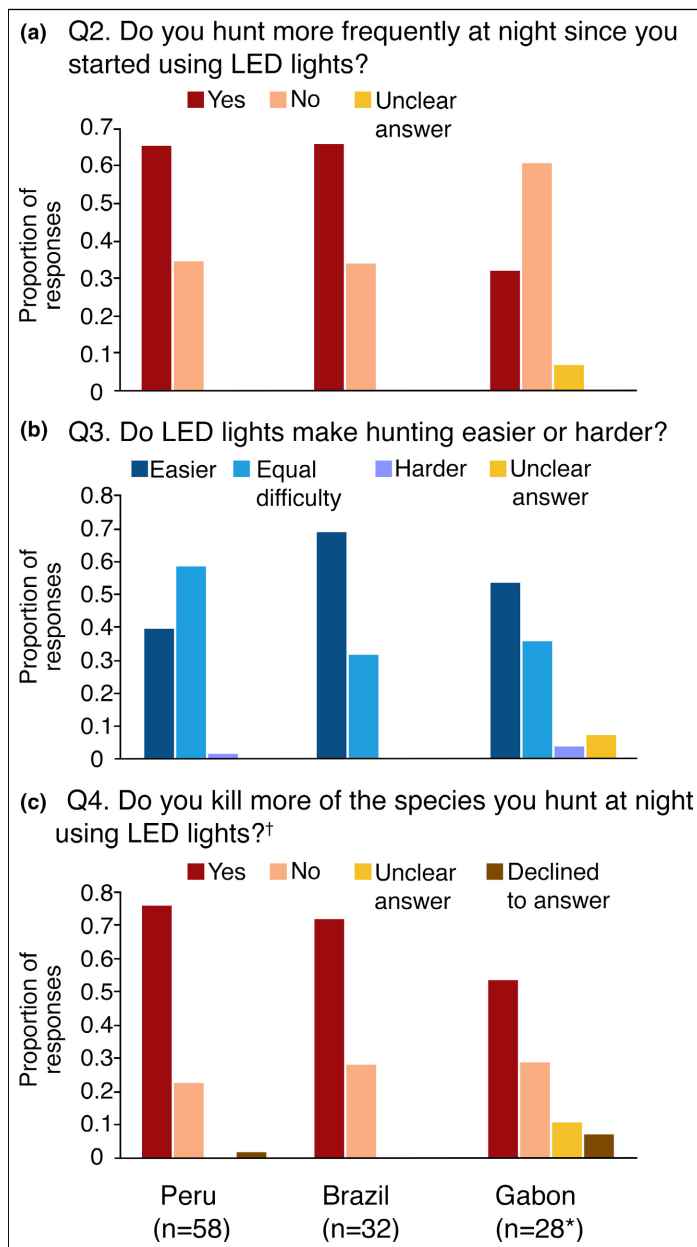 (a) Q2. Do you hunt more frequently at night since you
started using LED lights?
Yes No Unclear
answer
0.7
0.6
0.5
0.4
0.3
0.2
0.1
0
Proportion of
responses
(b) Q3. Do LED lights make hunting easier or harder?
Easier Equal Harder Unclear
difficulty answer
0.8
0.7
0.6
0.5
0.4
0.3
0.2
0.1
0
Proportion of
responses
(c) Q4. Do you kill more of the species you hunt at night
using LED lights?†
Yes No Unclear Declined
answer to answer
0.8
0.7
0.6
0.5
0.4
0.3
0.2
0.1
0
Proportion of
responses
Peru Brazil Gabon
(n=58) (n=32) (n=28*)